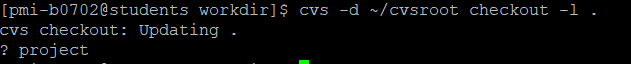 [pmi-b0702@students workdir]$ cvs -d ~/cvsroot checkout -l .
cvs checkout: Updating .
? project